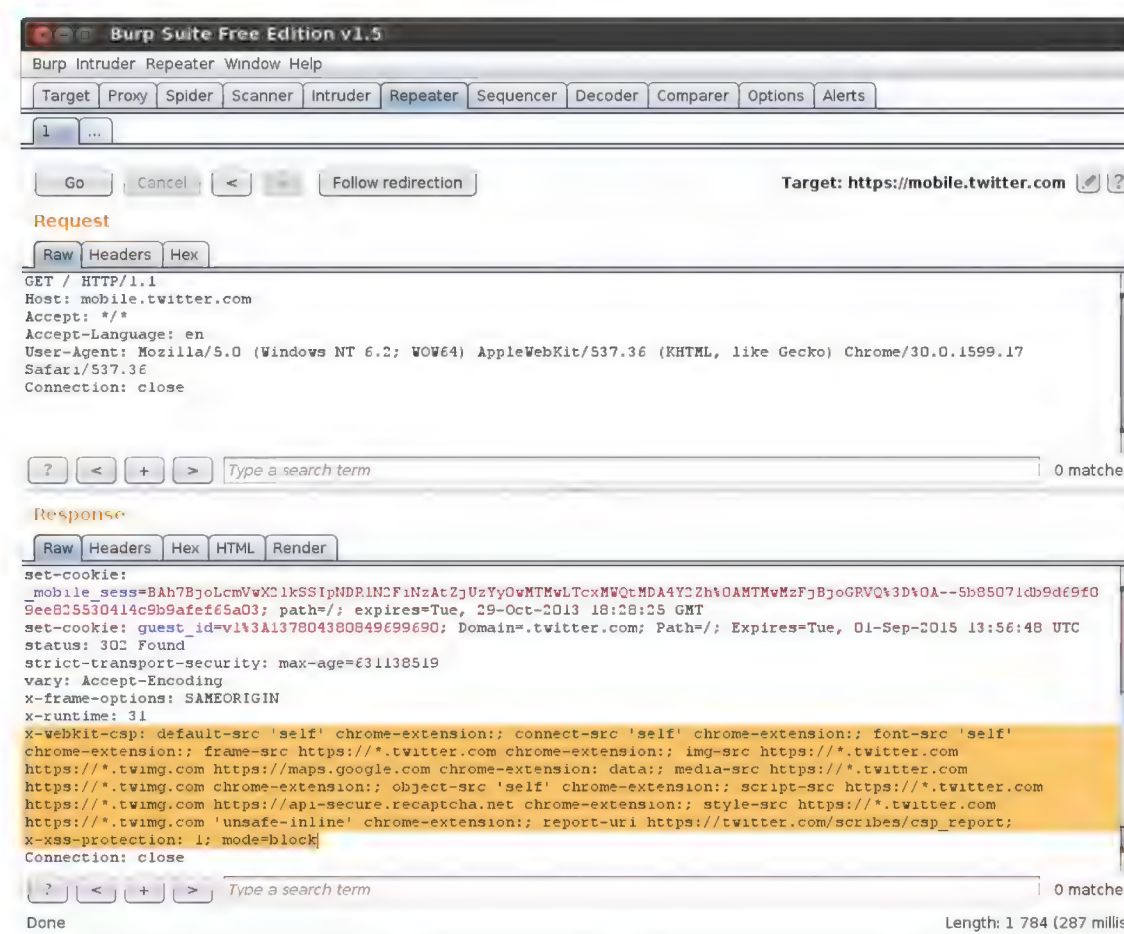 Burp Suite Free Edition v1.5
Burp Intruder Repeater Window Help
Target Proxy Spider Scanner Intruder Repeater Sequencer Decoder Comparer Options Alerts
1 ...
Go Cancel < Follow redirection Target: https://mobile.twitter.com ?
Request
Raw Headers Hex
GET / HTTP/1.1
Host: mobile.twitter.com
Accept: */*
Accept-Language: en
User-Agent: Mozilla/5.0 (Windows NT 6.2; WOW64) AppleWebKit/537.36 (KHTML, like Gecko) Chrome/30.0.1599.17
Safari/537.36
Connection: close
? < + > Type a search term 0 matche
Response
Raw Headers Hex HTML Render
set-cookie:
9ee825530414c9b9afef65a03; path=/; expires=Tue, 29-Oct-2013 18:28:25 GMT
set-cookie: guest_id=v1%3A137804380849699690; Domain=.twitter.com; Path=/; Expires=Tue, 01-Sep-2015 13:56:48 UTC
status: 302 Found
strict-transport-security: max-age=631138519
vary: Accept-Encoding
x-frame-options: SAMEORIGIN
x-runtime: 31
x-webkit-csp: default-src 'self' chrome-extension:; connect-src 'self' chrome-extension:; font-src 'self'
chrome-extension:; frame-src https://*.twitter.com chrome-extension:; img-src https://*.twitter.com
https://*.twimg.com https://maps.google.com chrome-extension: data:; media-src https://*.twitter.com
https://*.twimg.com chrome-extension:; object-src 'self' chrome-extension:; script-src https://*.twitter.com
https://*.twimg.com https://api-secure.recaptcha.net chrome-extension:; style-src https://*.twitter.com
https://*.twimg.com 'unsafe-inline' chrome-extension:; report-uri https://twitter.com/scribes/csp_report;
x-xss-protection: 1; mode=block
Connection: close
? < + > Type a search term 0 matche
Done Length: 1 784 (287 millis